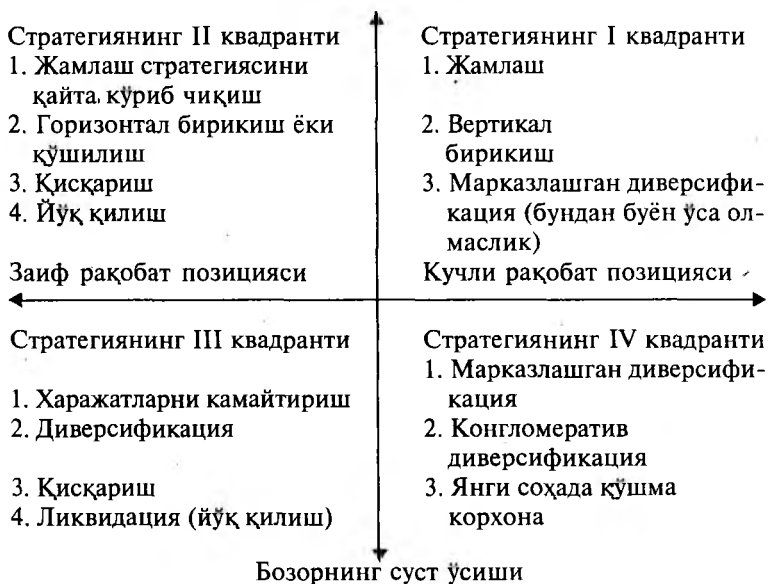 Стратегиянинг II квадранти
1. Жамлаш стратегиясини
қайта кўриб чиқиш
2. Горизонтал бирикиш ёки
қўшилиш
3. Қисқариш
4. Йўқ қилиш
Заиф рақобат позицияси
Стратегиянинг I квадранти
1. Жамлаш
2. Вертикал
бирикиш
3. Марказлашган диверсифи-
кация (бундан буён ўса ол-
маслик)
Кучли рақобат позицияси
Стратегиянинг III квадранти
1. Харажатларни камайтириш
2. Диверсификация
3. Қисқариш
4. Ликвидация (йўқ қилиш)
Стратегиянинг IV квадранти
1. Марказлашган диверсифи-
кация
2. Конгломератив
диверсификация
3. Янги соҳада қўшма
корхона
Бозорнинг суст ўсиши